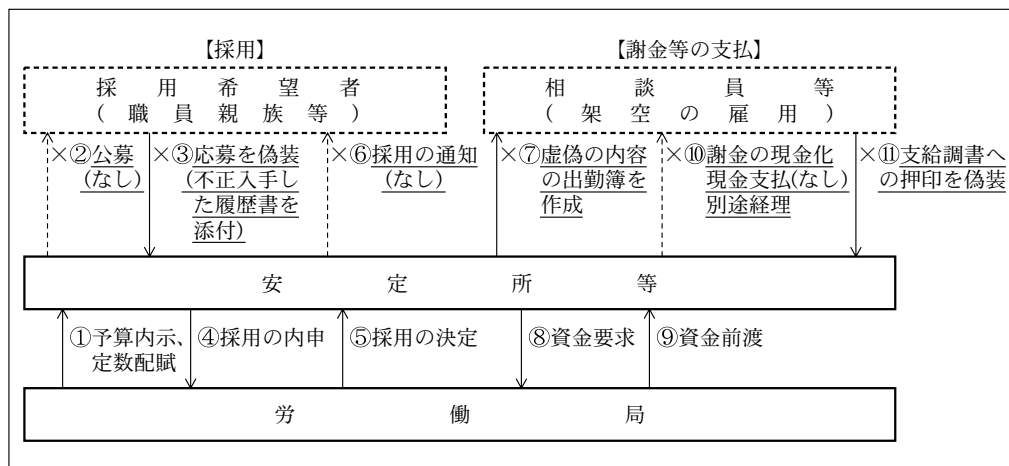 【採用】
【謝金等の支払】
採用希望者
(職員親族等)
相談員等
(架空の雇用)
×②公募
(なし)
×③応募を偽装
(不正入手し
た履歴書を
添付)
×⑥採用の通知
(なし)
×⑦虚偽の内容
の出勤簿を
作成
×⑩謝金の現金化
現金支払(なし)
別途経理
×⑪支給調書へ
の押印を偽装
安定所等
①予算内示、
定数配賦
④採用の内申
⑤採用の決定
⑧資金要求
⑨資金前渡
労働局